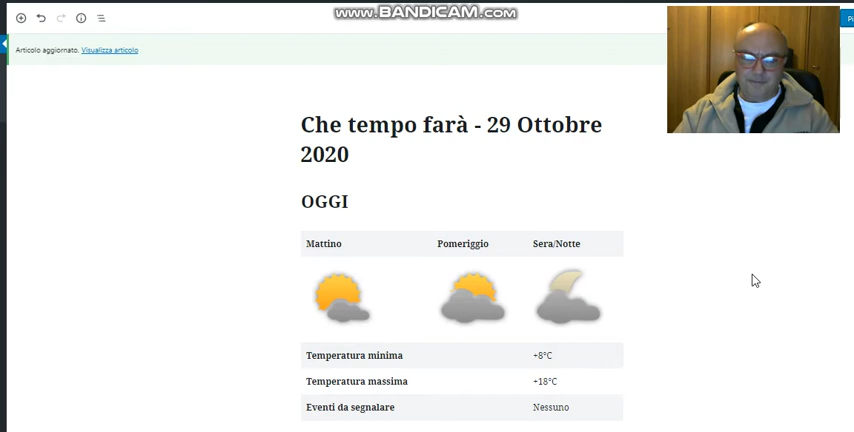 www.BANDICAM.com
Articolo aggiornato. Visualizza articolo
Che tempo farà - 29 Ottobre
2020
OGGI
Mattino Pomeriggio Sera/Notte
Temperatura minima +8°C
Temperatura massima +18°C
Eventi da segnalare Nessuno